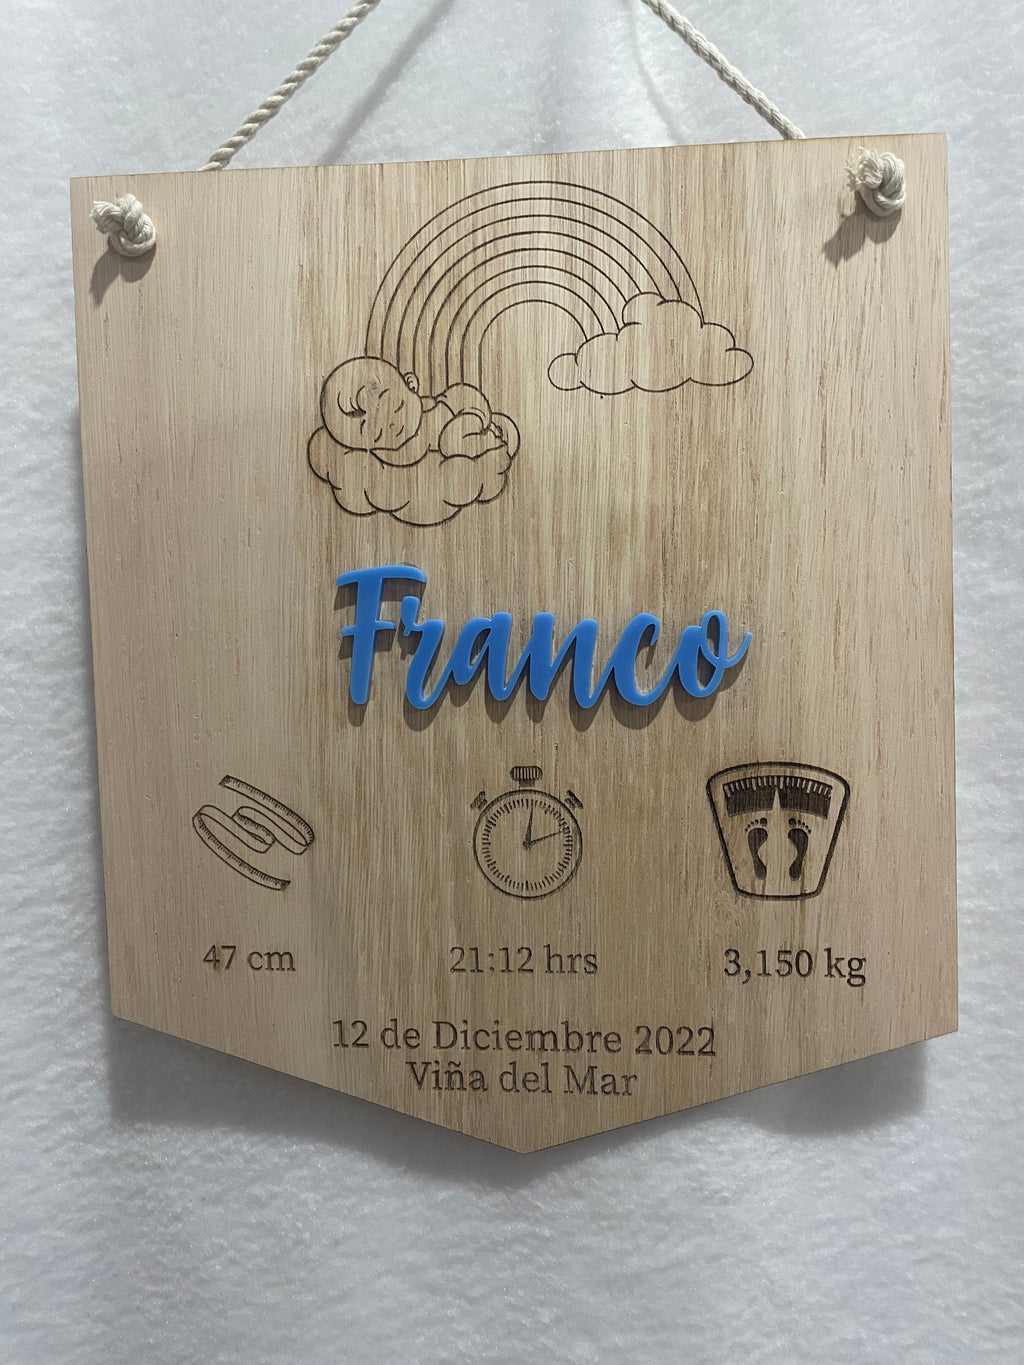 Franco
47 cm
21:12 hrs
3,150 kg
12 de Diciembre 2022
Viña del Mar